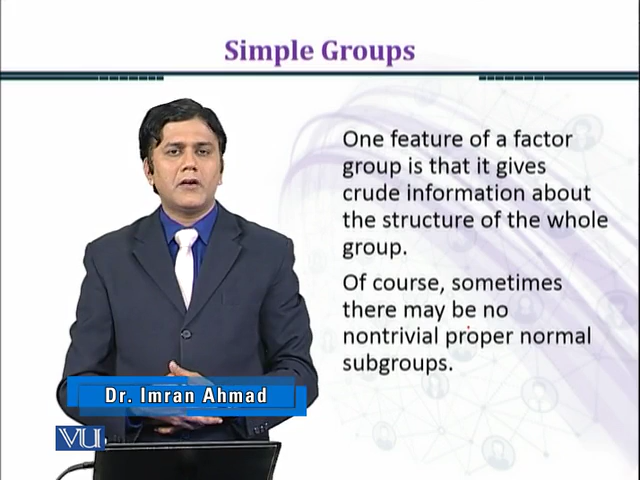 Simple Groups
One feature of a factor
group is that it gives
crude information about
the structure of the whole
group.
Of course, sometimes
there may be no
nontrivial proper normal
subgroups.
Dr. Imran Ahmad
VU